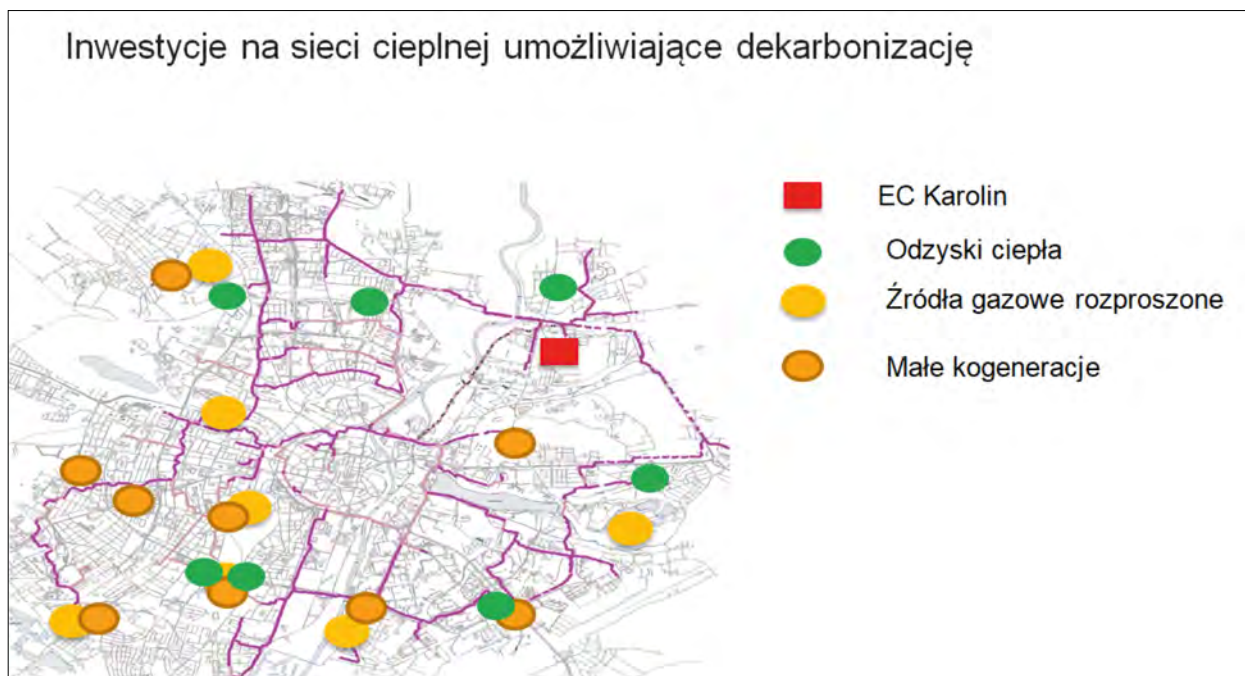 Inwestycje na sieci cieplnej umożliwiające dekarbonizację
EC Karolin
Odzyski ciepła
Źródła gazowe rozproszone
Małe kogeneracje